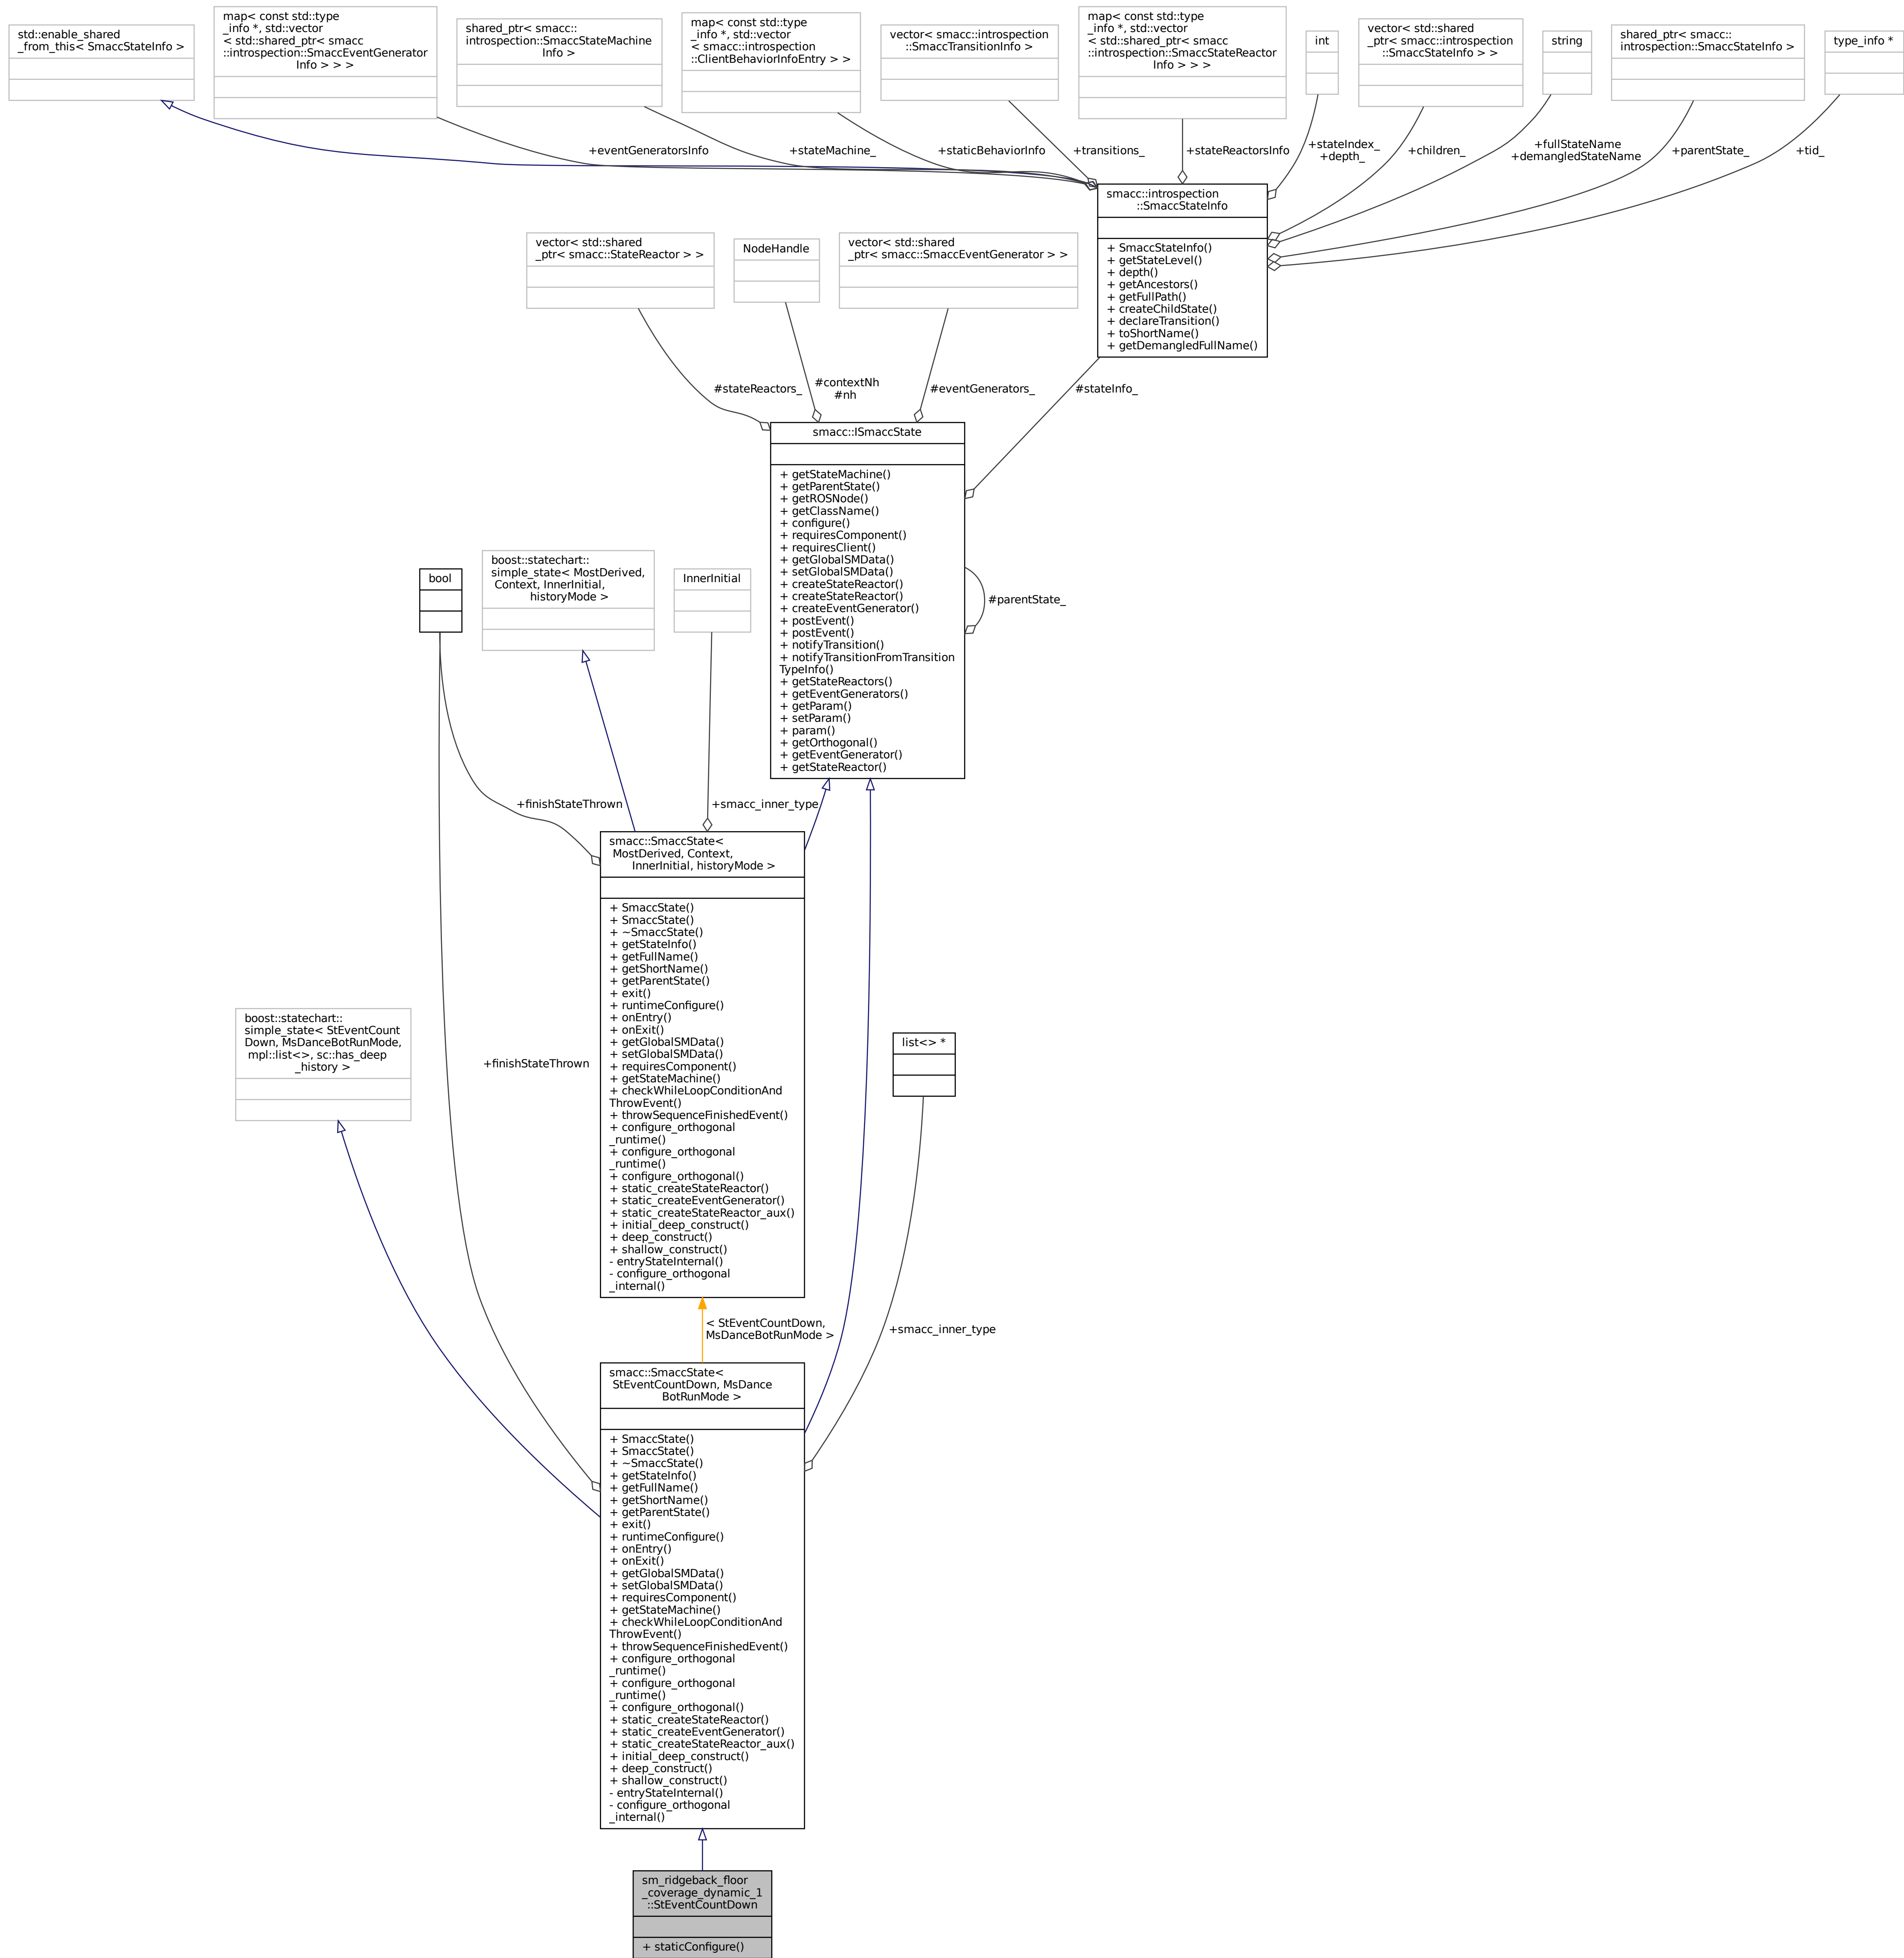 std::enable_shared
_from_this< SmaccStateInfo >
map< const std::type
_info *, std::vector
< std::shared_ptr< smacc
::introspection::SmaccEventGenerator
Info > > >
shared_ptr< smacc::
introspection::SmaccStateMachine
Info >
map< const std::type
_info *, std::vector
< smacc::introspection
::ClientBehaviorInfoEntry > >
vector< smacc::introspection
::SmaccTransitionInfo >
map< const std::type
_info *, std::vector
< std::shared_ptr< smacc
::introspection::SmaccStateReactor
Info > > >
int
vector< std::shared
_ptr< smacc::introspection
::SmaccStateInfo > >
string
shared_ptr< smacc::
introspection::SmaccStateInfo >
type_info *
+eventGeneratorsInfo
+stateMachine_
+staticBehaviorInfo
+transitions_
+stateReactorsInfo
+stateIndex_
+depth_
+children_
+fullStateName
+demangledStateName
+parentState_
+tid_
smacc::introspection
::SmaccStateInfo
+ SmaccStateInfo()
+ getStateLevel()
+ depth()
+ getAncestors()
+ getFullPath()
+ createChildState()
+ declareTransition()
+ toShortName()
+ getDemangledFullName()
vector< std::shared
_ptr< smacc::StateReactor > >
NodeHandle
vector< std::shared
_ptr< smacc::SmaccEventGenerator > >
#stateReactors_
#contextNh
#nh
#eventGenerators_
#stateInfo_
smacc::ISmaccState
+ getStateMachine()
+ getParentState()
+ getROSNode()
+ getClassName()
+ configure()
+ requiresComponent()
+ requiresClient()
+ getGlobalSMData()
+ setGlobalSMData()
+ createStateReactor()
+ createStateReactor()
+ createEventGenerator()
+ postEvent()
+ postEvent()
+ notifyTransition()
+ notifyTransitionFromTransition
TypeInfo()
+ getStateReactors()
+ getEventGenerators()
+ getParam()
+ setParam()
+ param()
+ getOrthogonal()
+ getEventGenerator()
+ getStateReactor()
#parentState_
bool
boost::statechart::
simple_state< MostDerived,
Context, InnerInitial,
historyMode >
InnerInitial
+finishStateThrown
+smacc_inner_type
smacc::SmaccState<
MostDerived, Context,
InnerInitial, historyMode >
+ SmaccState()
+ SmaccState()
+ ~SmaccState()
+ getStateInfo()
+ getFullName()
+ getShortName()
+ getParentState()
+ exit()
+ runtimeConfigure()
+ onEntry()
+ onExit()
+ getGlobalSMData()
+ setGlobalSMData()
+ requiresComponent()
+ getStateMachine()
+ checkWhileLoopConditionAnd
ThrowEvent()
+ throwSequenceFinishedEvent()
+ configure_orthogonal
_runtime()
+ configure_orthogonal
_runtime()
+ configure_orthogonal()
+ static_createStateReactor()
+ static_createEventGenerator()
+ static_createStateReactor_aux()
+ initial_deep_construct()
+ deep_construct()
+ shallow_construct()
- entryStateInternal()
- configure_orthogonal
_internal()
boost::statechart::
simple_state< StEventCount
Down, MsDanceBotRunMode,
mpl::list<>, sc::has_deep
_history >
+finishStateThrown
list<> *
< StEventCountDown,
MsDanceBotRunMode >
+smacc_inner_type
smacc::SmaccState<
StEventCountDown, MsDance
BotRunMode >
+ SmaccState()
+ SmaccState()
+ ~SmaccState()
+ getStateInfo()
+ getFullName()
+ getShortName()
+ getParentState()
+ exit()
+ runtimeConfigure()
+ onEntry()
+ onExit()
+ getGlobalSMData()
+ setGlobalSMData()
+ requiresComponent()
+ getStateMachine()
+ checkWhileLoopConditionAnd
ThrowEvent()
+ throwSequenceFinishedEvent()
+ configure_orthogonal
_runtime()
+ configure_orthogonal
_runtime()
+ configure_orthogonal()
+ static_createStateReactor()
+ static_createEventGenerator()
+ static_createStateReactor_aux()
+ initial_deep_construct()
+ deep_construct()
+ shallow_construct()
- entryStateInternal()
- configure_orthogonal
_internal()
sm_ridgeback_floor
_coverage_dynamic_1
::StEventCountDown
+ staticConfigure()